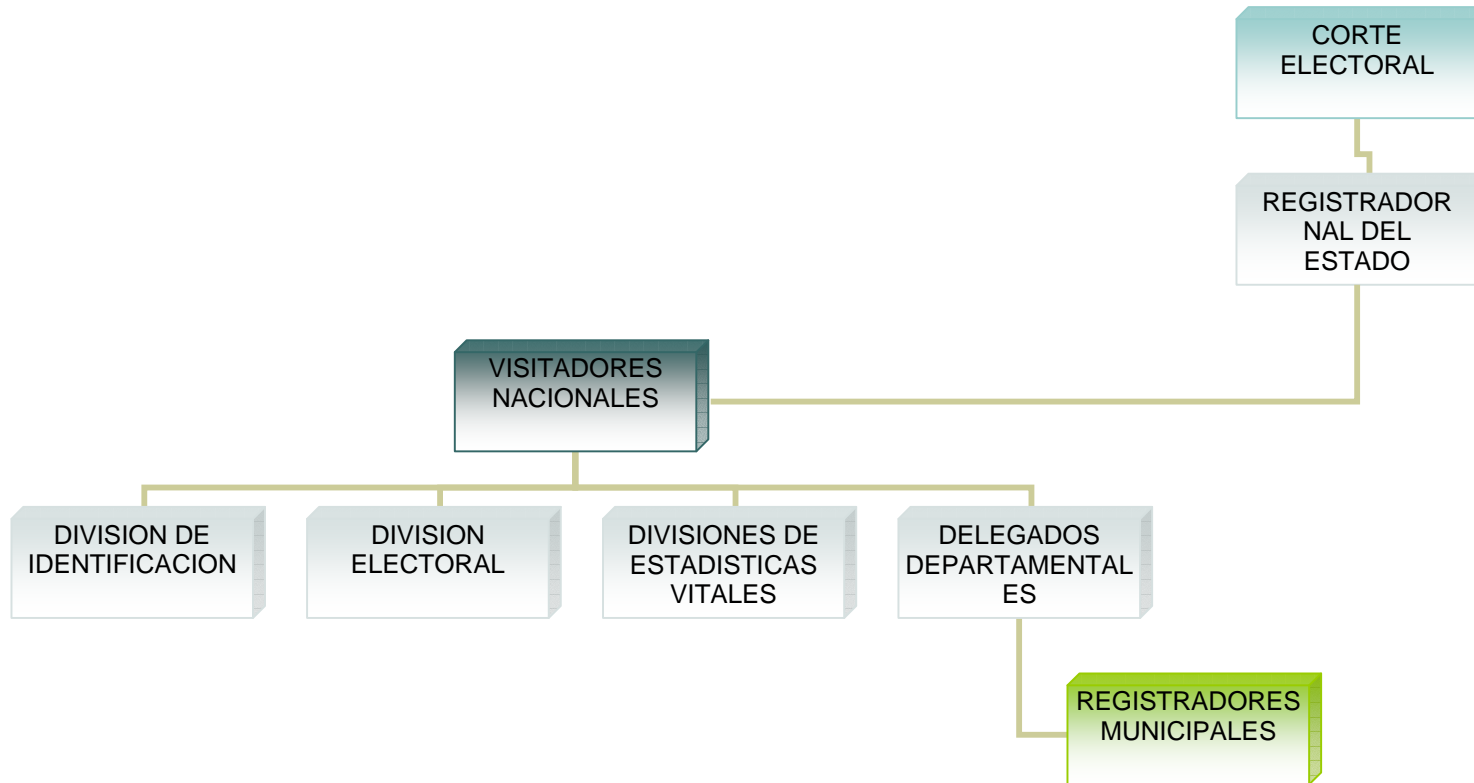 CORTE
ELECTORAL
REGISTRADOR
NAL DEL
ESTADO
VISITADORES
NACIONALES
DIVISION DE
IDENTIFICACION
DIVISION
ELECTORAL
DIVISIONES DE
ESTADISTICAS
VITALES
DELEGADOS
DEPARTAMENTAL
ES
REGISTRADORES
MUNICIPALES